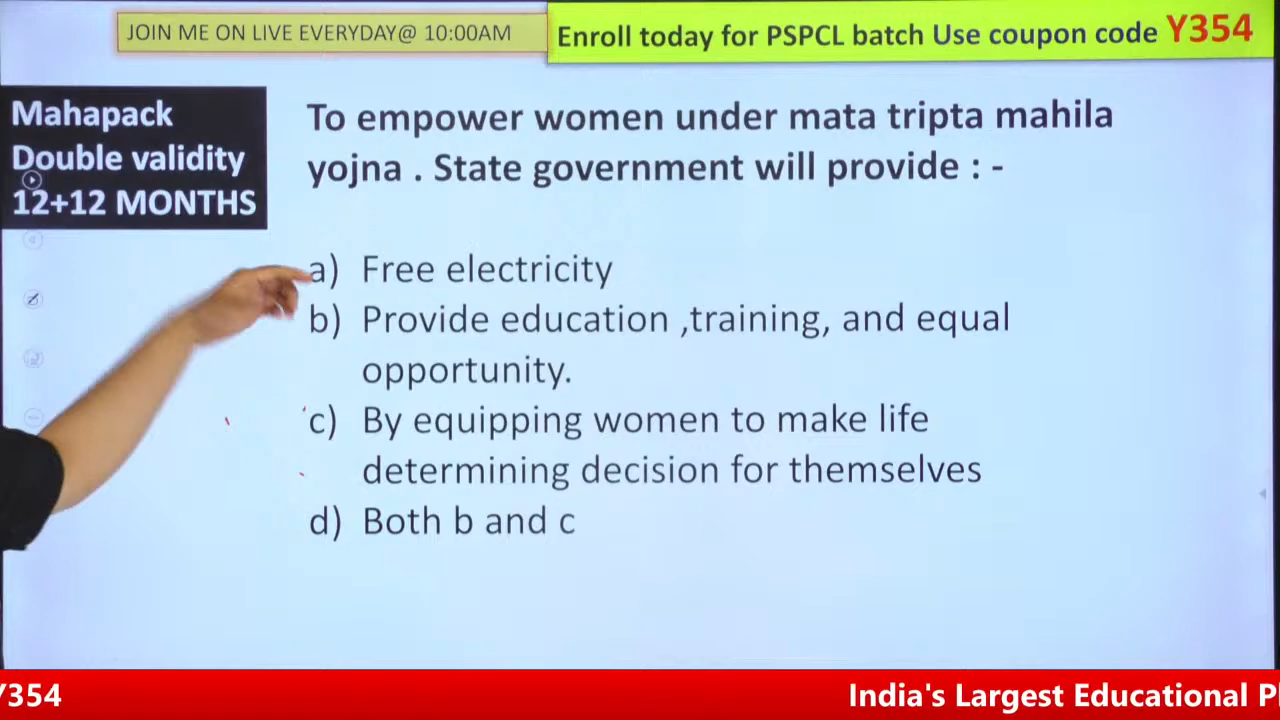 JOIN ME ON LIVE EVERYDAY@ 10:00AM
Enroll today for PSPCL batch Use coupon code Y354
Mahapack
Double validity
12+12 MONTHS
To empower women under mata tripta mahila
yojna . State government will provide : -
a) Free electricity
b) Provide education ,training, and equal
opportunity.
c) By equipping women to make life
determining decision for themselves
d) Both b and c
Y354
India's Largest Educational